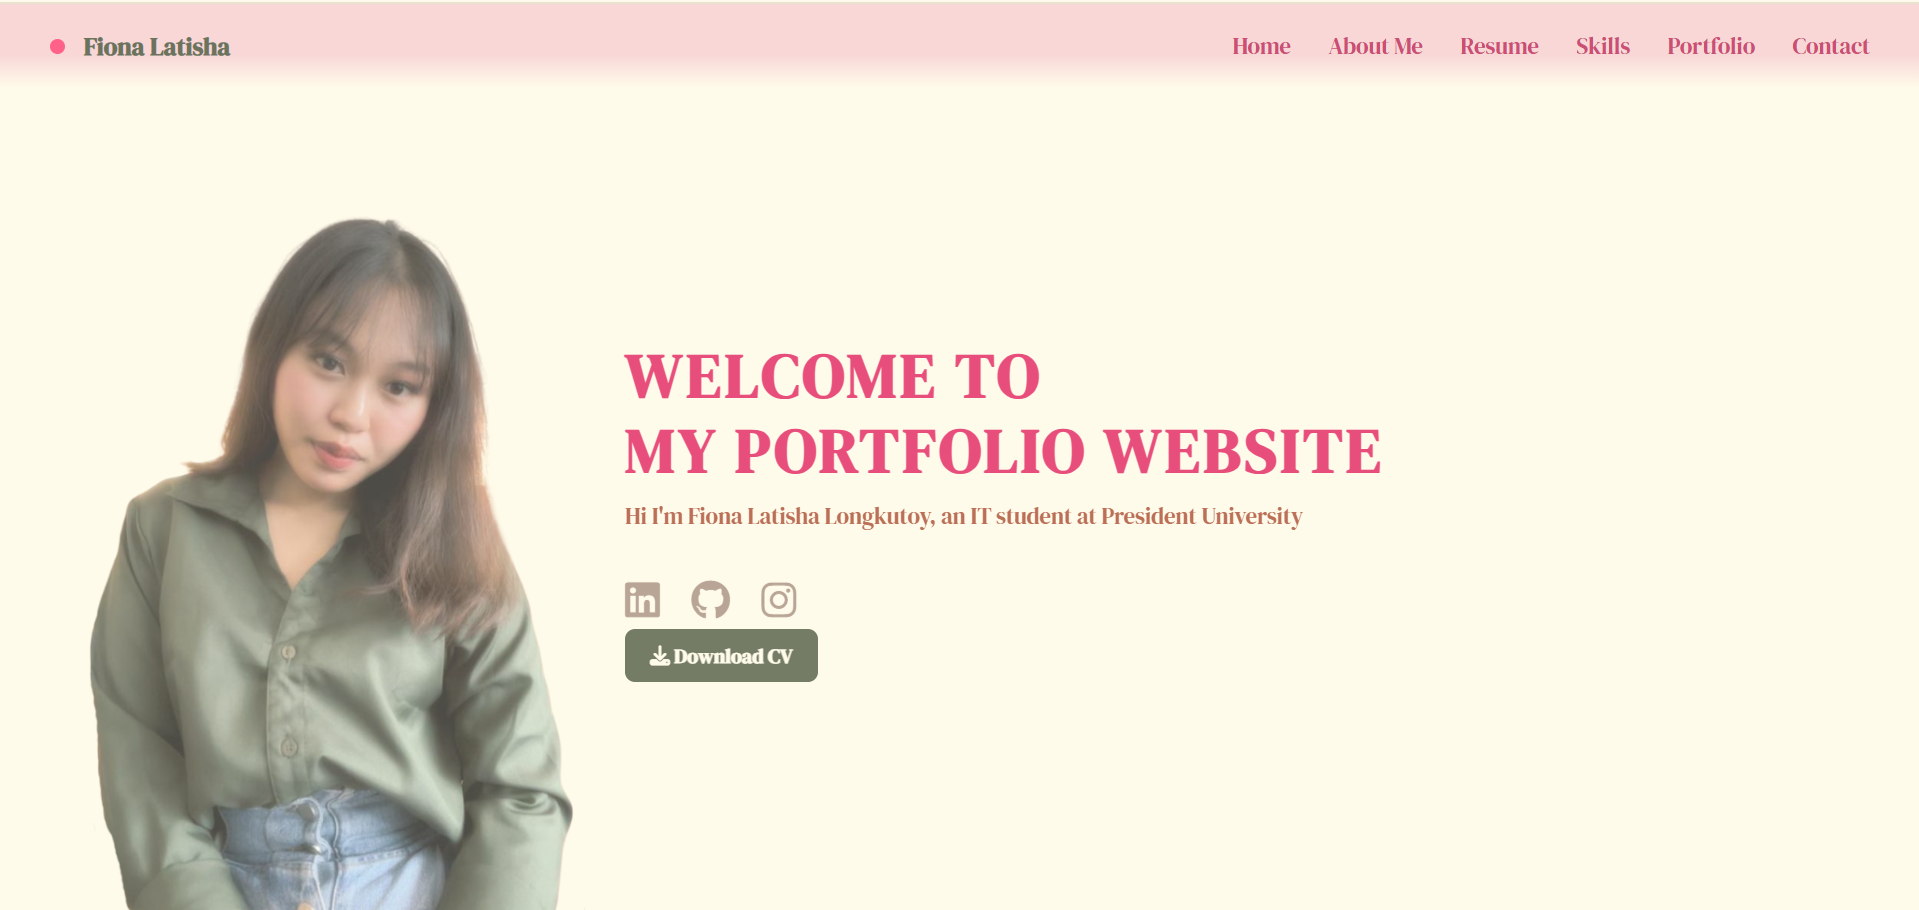 Fiona Latisha
Home About Me Resume Skills Portfolio Contact
WELCOME TO
MY PORTFOLIO WEBSITE
Hi I'm Fiona Latisha Longkutoy, an IT student at President University
in
Download CV